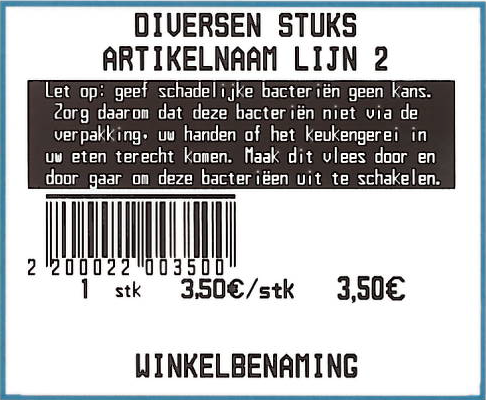 DIVERSEN STUKS
ARTIKELNAAM LIJN 2
Let op: geef schadelijke bacteriën geen kans.
Zorg daarom dat deze bacteriën niet via de
verpakking, uw handen of het keukengerei in
uw eten terecht komen. Maak dit vlees door en
door gaar om deze bacterïeen uit te schakelen.
2 200022 003500
1 stk 3,50€/stk 3,50€
WINKELBENAMING